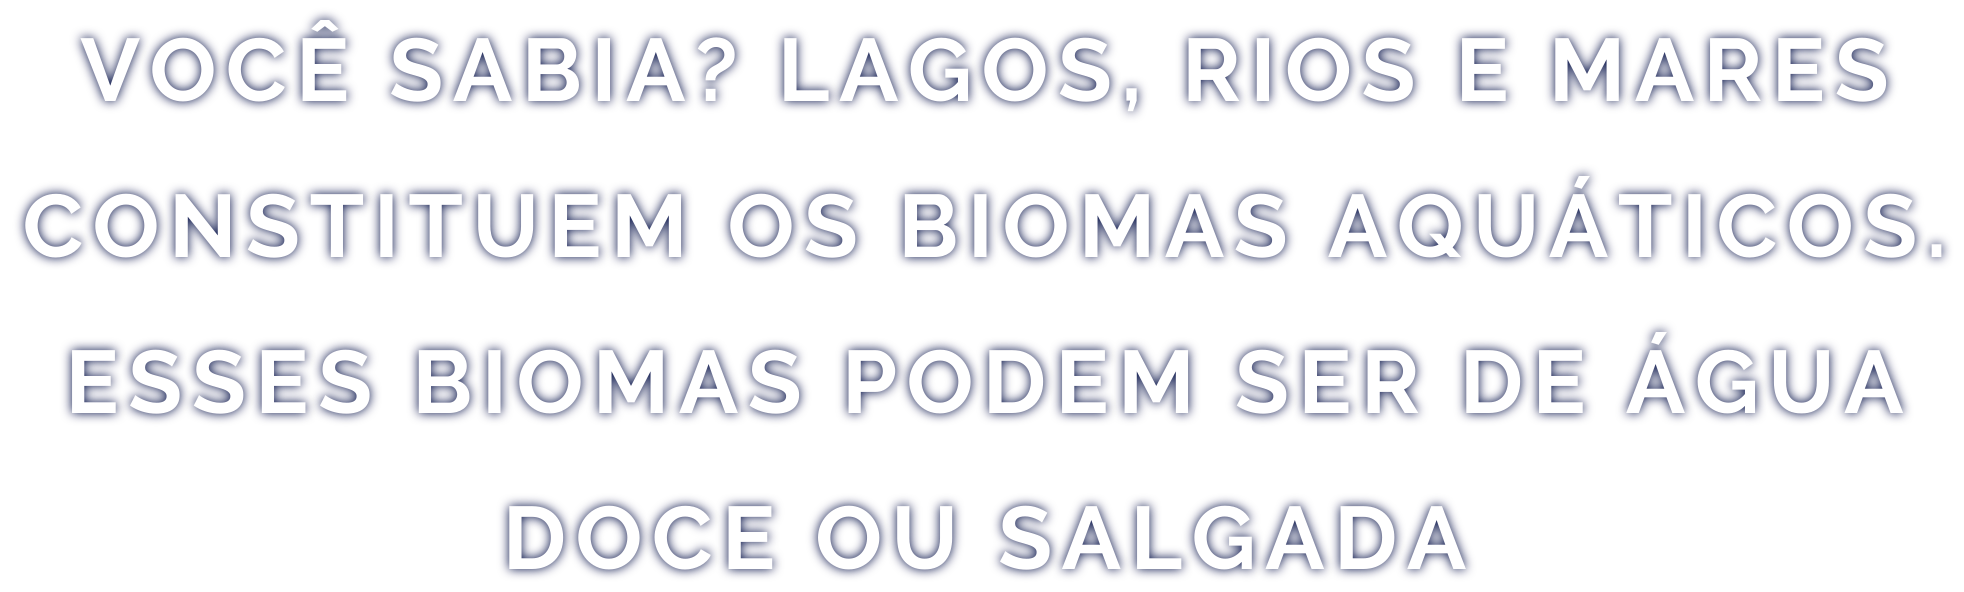 VOCÊ SABIA? LAGOS, RIOS E MARES
CONSTITUEM OS BIOMAS AQUÁTICOS.
ESSES BIOMAS PODEM SER DE ÁGUA
DOCE OU SALGADA